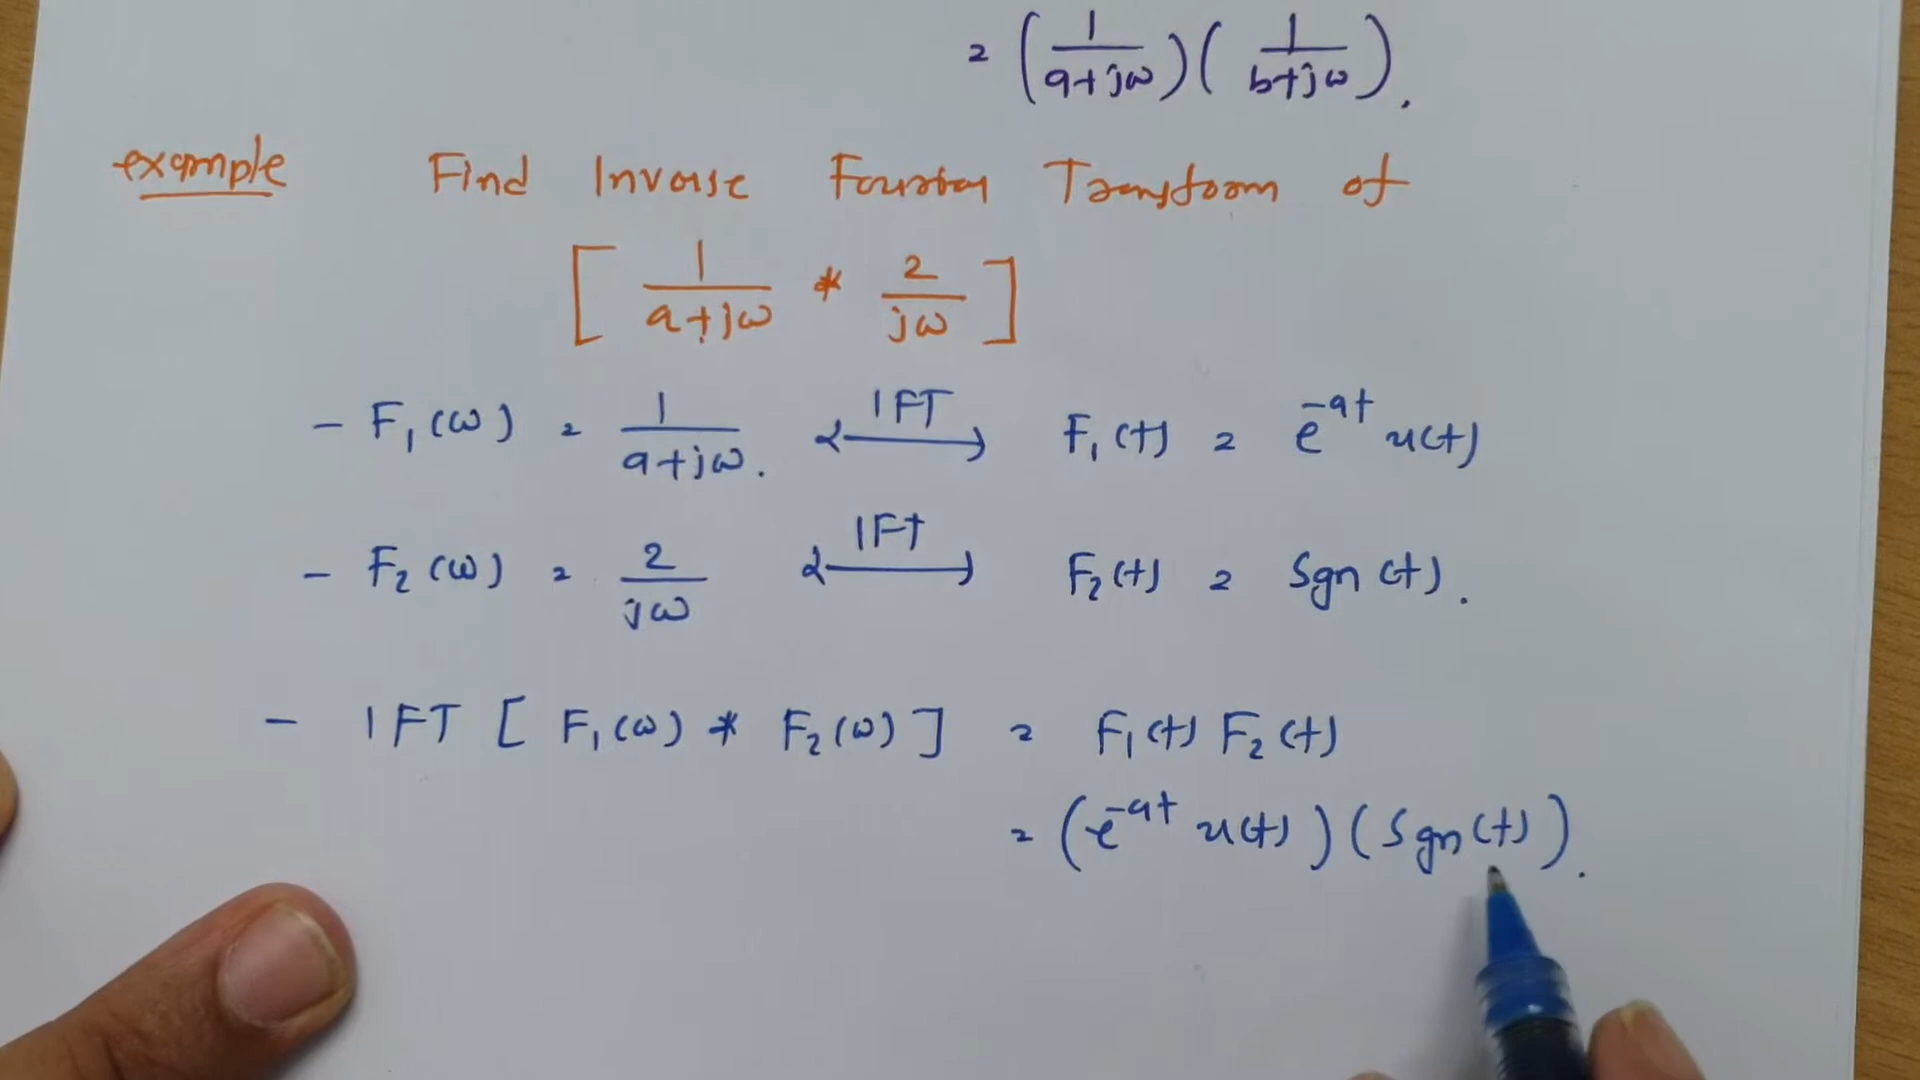 = (1/(a+jω)) (1/(b+jω)).
example Find Inverse Fourier Transform of
[ 1/(a+jω) * 2/(jω) ]
- F₁(ω) = 1/(a+jω). ↔ IFT F₁(t) = e^(-at) u(t)
- F₂(ω) = 2/(jω) ↔ IFT F₂(t) = Sgn(t).
- IFT [ F₁(ω) * F₂(ω) ] = F₁(t) F₂(t)
= (e^(-at) u(t)) (Sgn(t)).